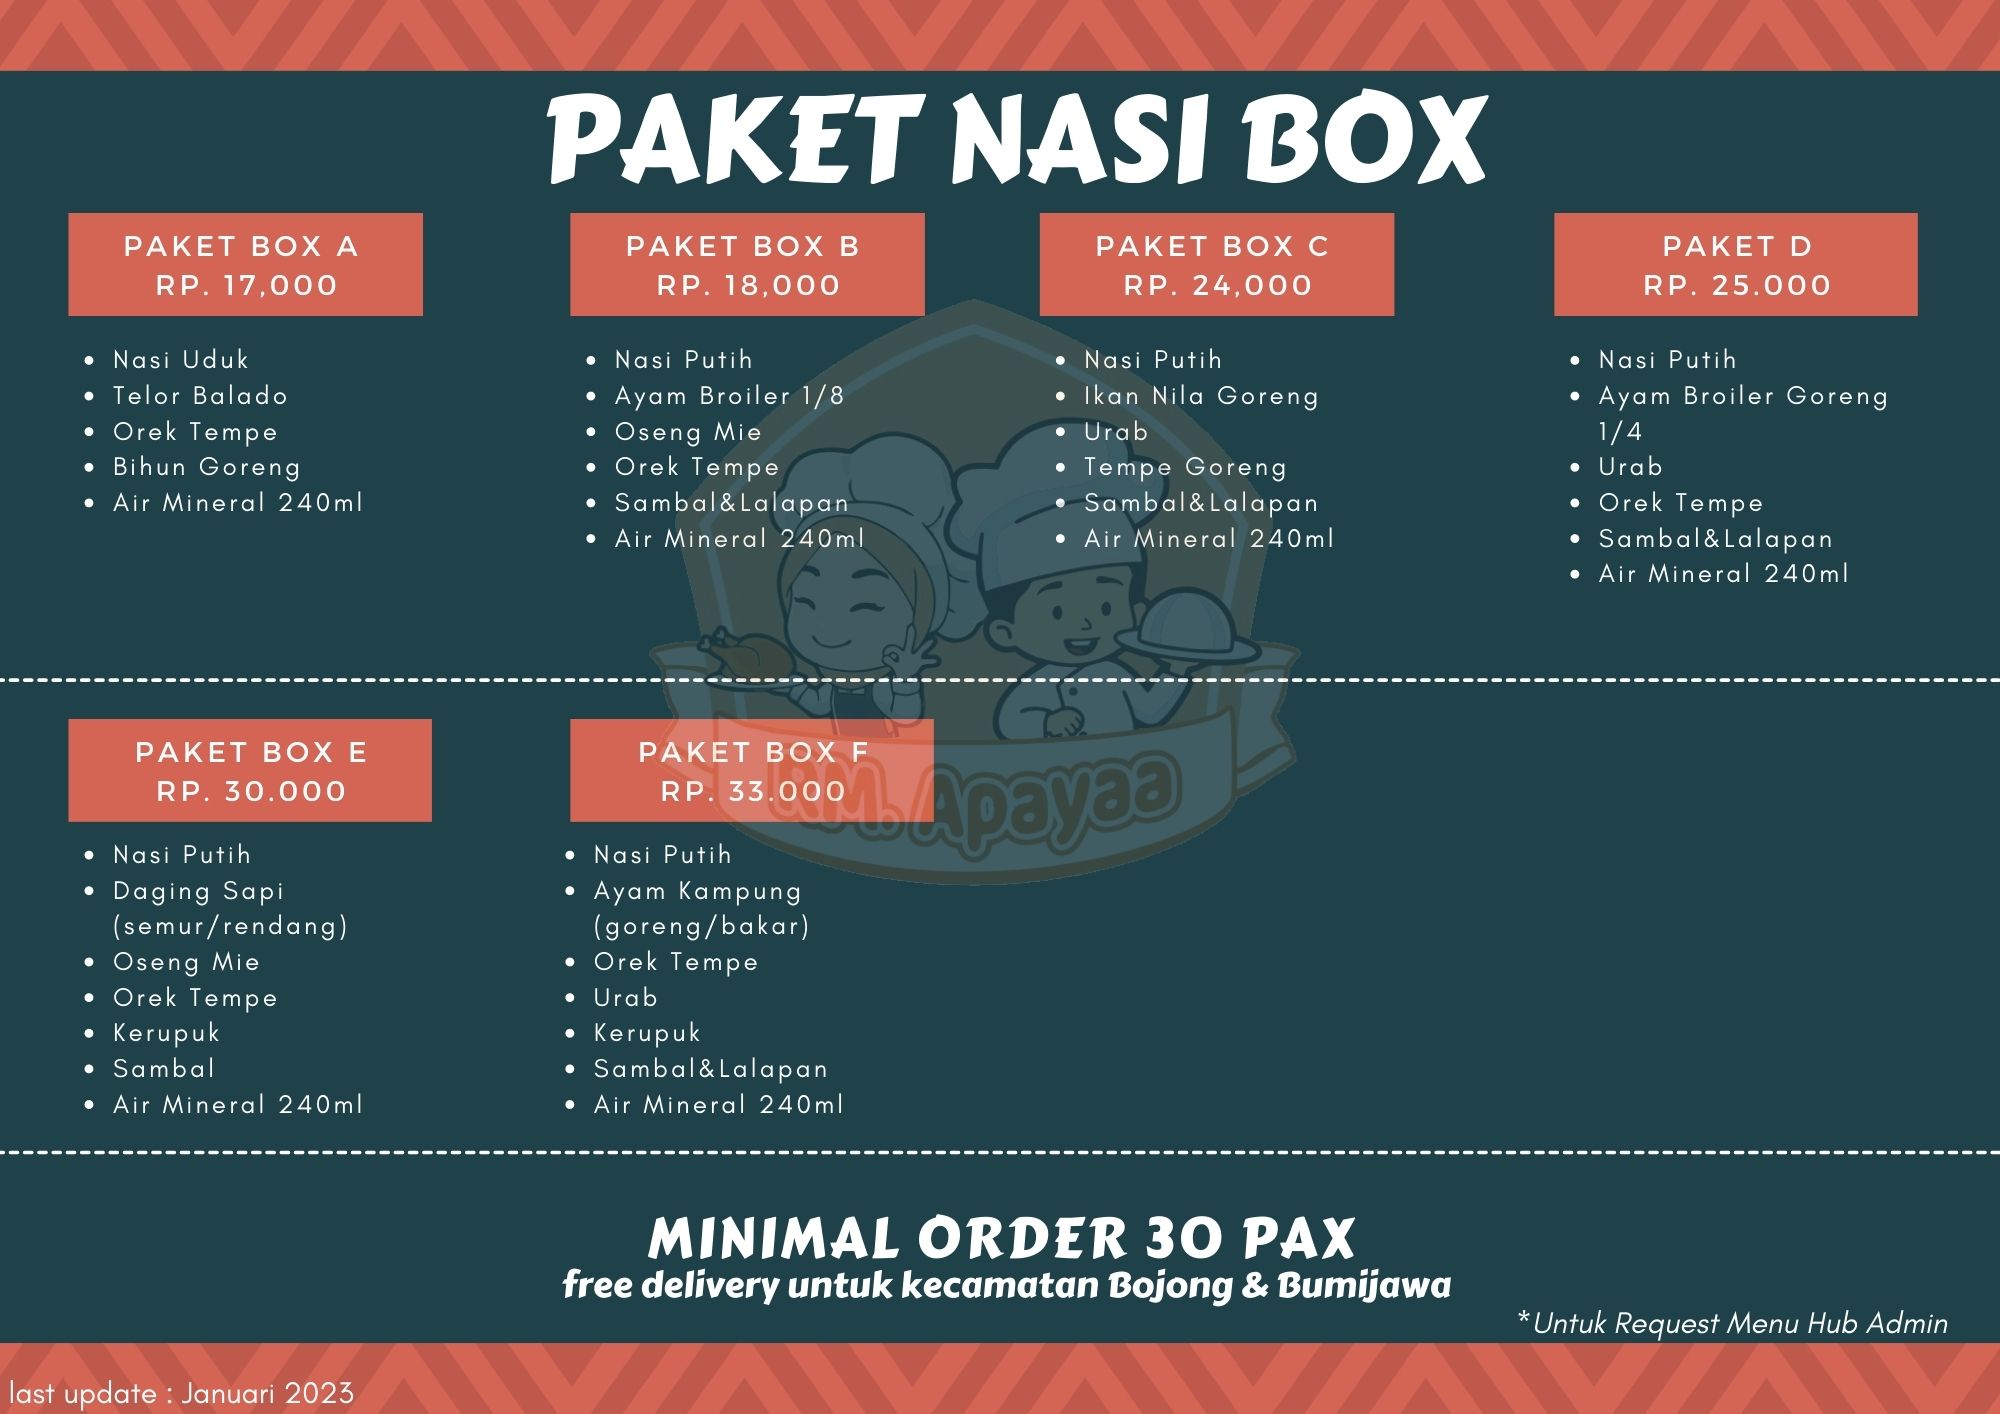 PAKET NASI BOX
PAKET BOX A
RP. 17,000
Nasi Uduk
Telor Balado
Orek Tempe
Bihun Goreng
Air Mineral 240ml
PAKET BOX B
RP. 18,000
Nasi Putih
Ayam Broiler 1/8
Oseng Mie
Orek Tempe
Sambal&Lalapan
Air Mineral 240ml
PAKET BOX C
RP. 24,000
Nasi Putih
Ikan Nila Goreng
Urab
Tempe Goreng
Sambal&Lalapan
Air Mineral 240ml
PAKET D
RP. 25.000
Nasi Putih
Ayam Broiler Goreng
1/4
Urab
Orek Tempe
Sambal&Lalapan
Air Mineral 240ml
PAKET BOX E
RP. 30.000
Nasi Putih
Daging Sapi
(semur/rendang)
Oseng Mie
Orek Tempe
Kerupuk
Sambal
Air Mineral 240ml
PAKET BOX F
RP. 33.000
Nasi Putih
Ayam Kampung
(goreng/bakar)
Orek Tempe
Urab
Kerupuk
Sambal&Lalapan
Air Mineral 240ml
RM. Apayaa
MINIMAL ORDER 30 PAX
free delivery untuk kecamatan Bojong & Bumijawa
*Untuk Request Menu Hub Admin
last update : Januari 2023